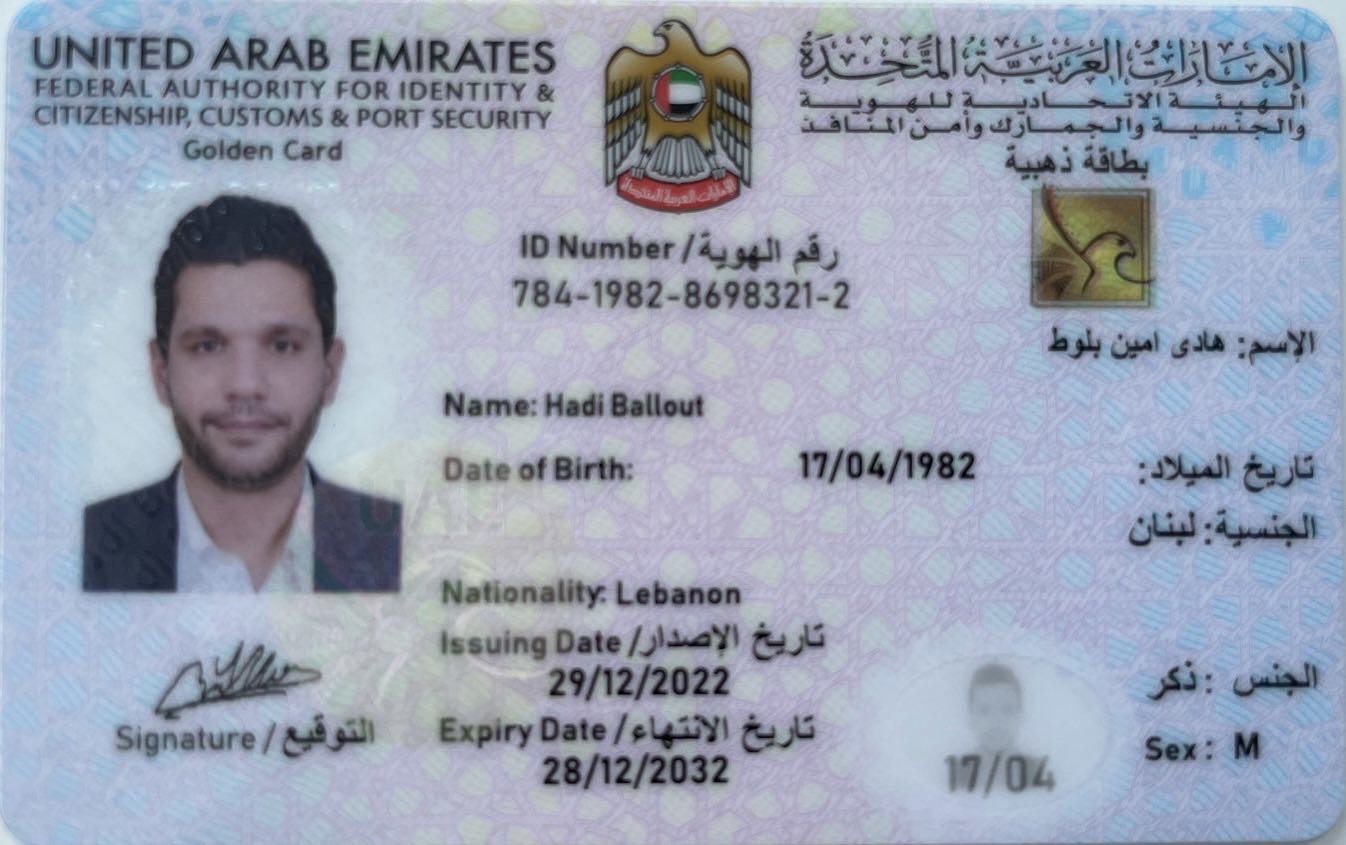 UNITED ARAB EMIRATES
FEDERAL AUTHORITY FOR IDENTITY &
CITIZENSHIP, CUSTOMS & PORT SECURITY
Golden Card
الإمارات العربية المتحدة
الهيئة الاتحادية للهوية
والجنسية والجمارك وأمن المنافذ
بطاقة ذهبية
الإمارات العربية المتحدة
ID Number / رقم الهوية
784-1982-8698321-2
الإسم: هادى امين بلوط
Name: Hadi Ballout
Date of Birth: 17/04/1982 تاريخ الميلاد:
الجنسية: لبنان
UAE
Nationality: Lebanon
Issuing Date / تاريخ الإصدار
29/12/2022
Expiry Date / تاريخ الانتهاء
28/12/2032
الجنس : ذكر
Sex : M
17/04
Signature / التوقيع